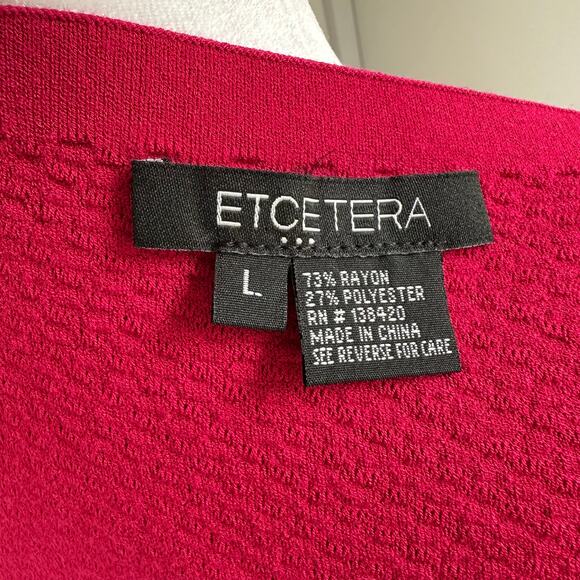 ETCETERA
L
73% RAYON
27% POLYESTER
RN # 138420
MADE IN CHINA
SEE REVERSE FOR CARE